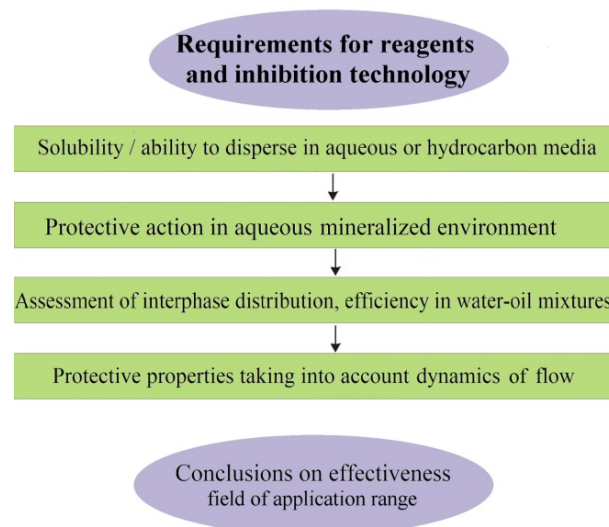 Requirements for reagents
and inhibition technology
Solubility / ability to disperse in aqueous or hydrocarbon media
Protective action in aqueous mineralized environment
Assessment of interphase distribution, efficiency in water-oil mixtures
Protective properties taking into account dynamics of flow
Conclusions on effectiveness
field of application range